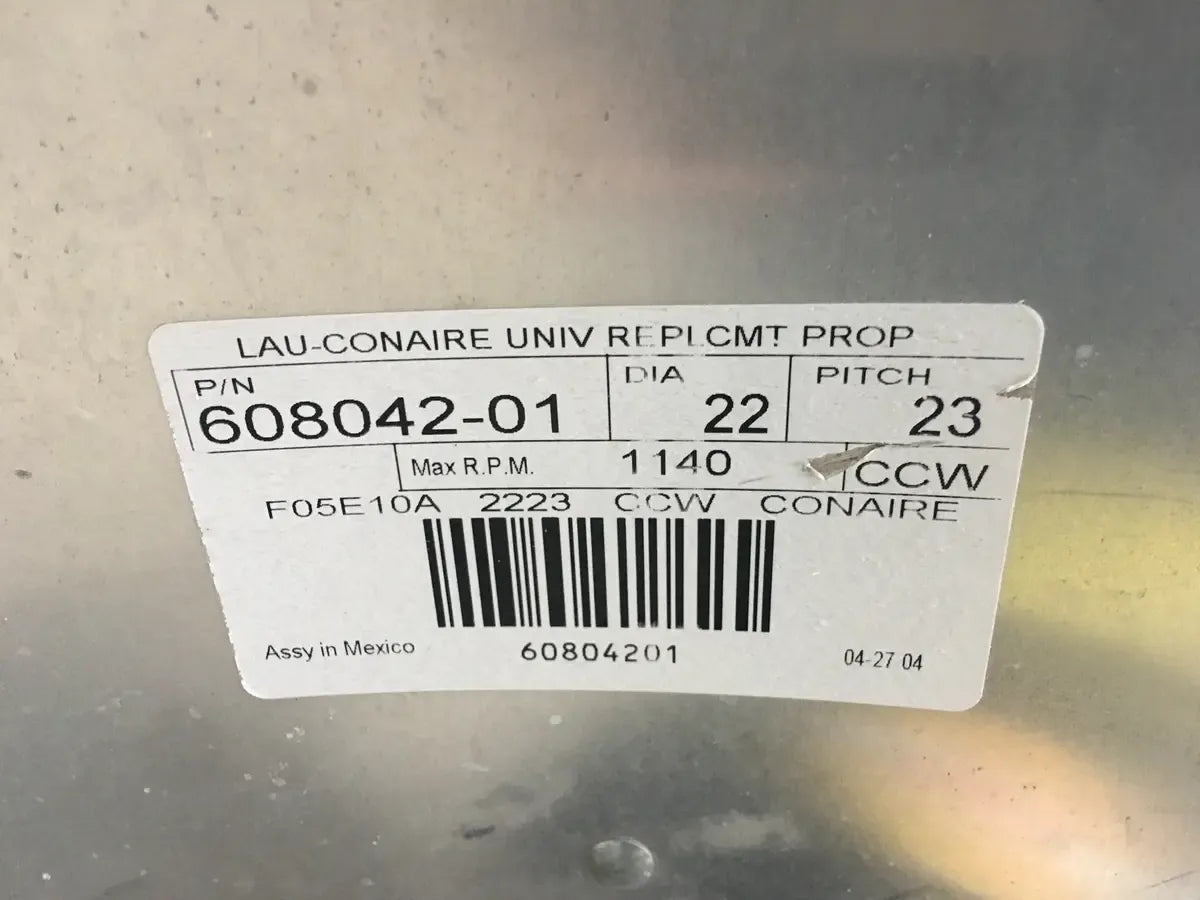 LAU-CONAIRE UNIV REPLCMT PROP
P/N DIA PITCH
608042-01 22 23
Max R.P.M. 1140 CCW
F05E10A 2223 CCW CONAIRE
60804201
Assy in Mexico 04-27 04